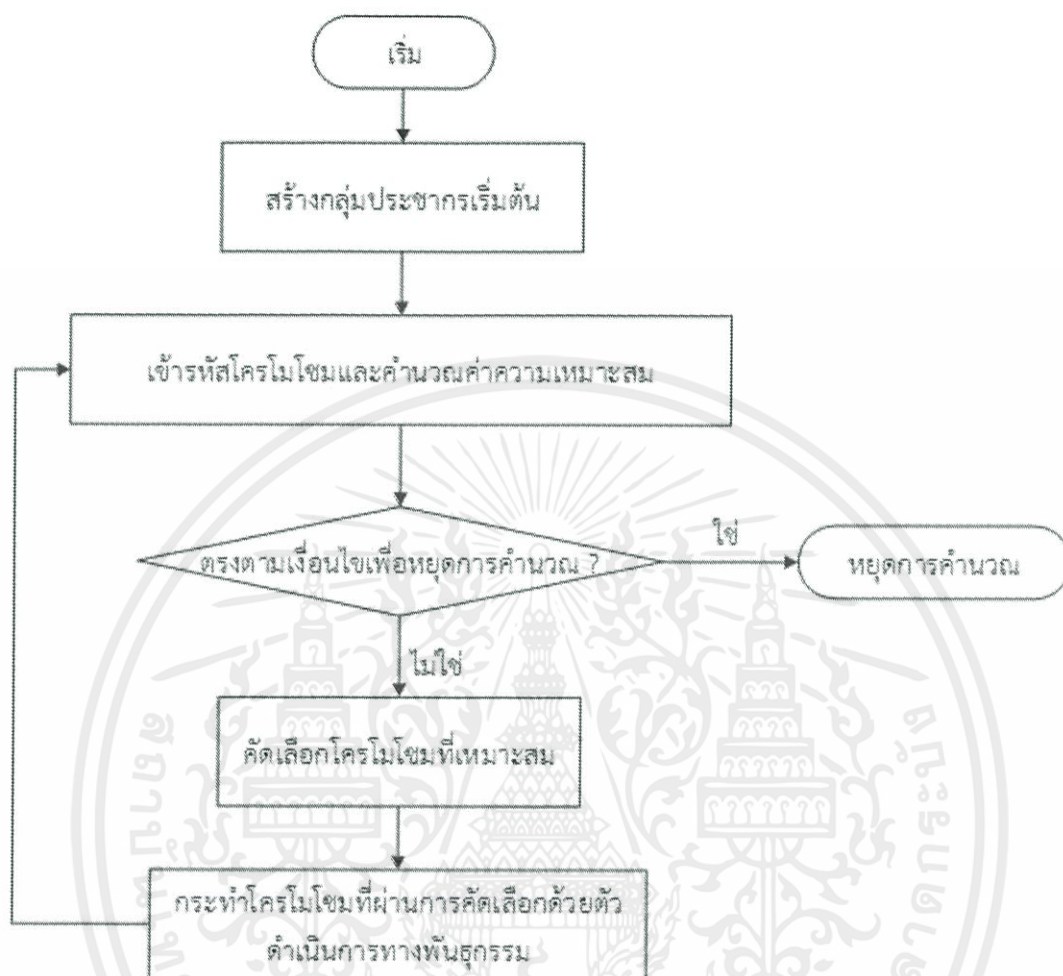 เริ่ม
สร้างกลุ่มประชากรเริ่มต้น
เข้ารหัสโครโมโซมและคำนวณค่าความเหมาะสม
ตรงตามเงื่อนไขเพื่อหยุดการคำนวณ ?
ใช่
หยุดการคำนวณ
ไม่ใช่
คัดเลือกโครโมโซมที่เหมาะสม
กระทำโครโมโซมที่ผ่านการคัดเลือกด้วยตัว
ดำเนินการทางพันธุกรรม